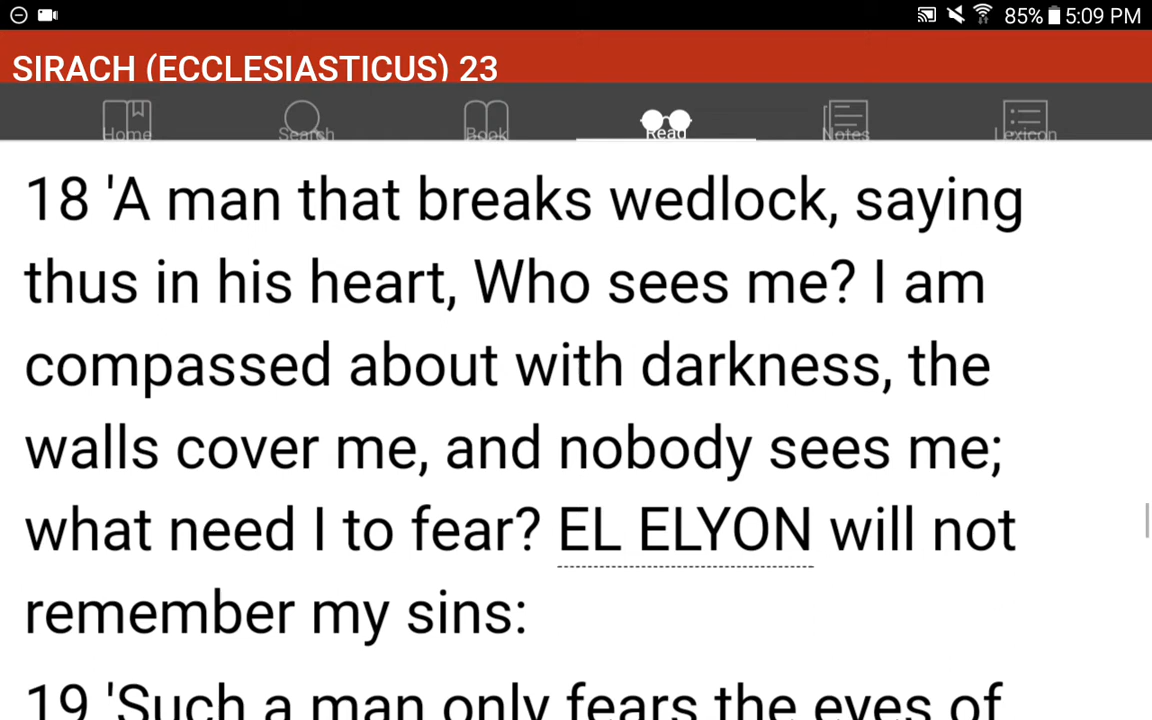 85% 5:09 PM
SIRACH (ECCLESIASTICUS) 23
Home Search Book Read Notes Lexicon
18 'A man that breaks wedlock, saying
thus in his heart, Who sees me? I am
compassed about with darkness, the
walls cover me, and nobody sees me;
what need I to fear? EL ELYON will not
remember my sins:
19 'Such a man only fears the eyes of